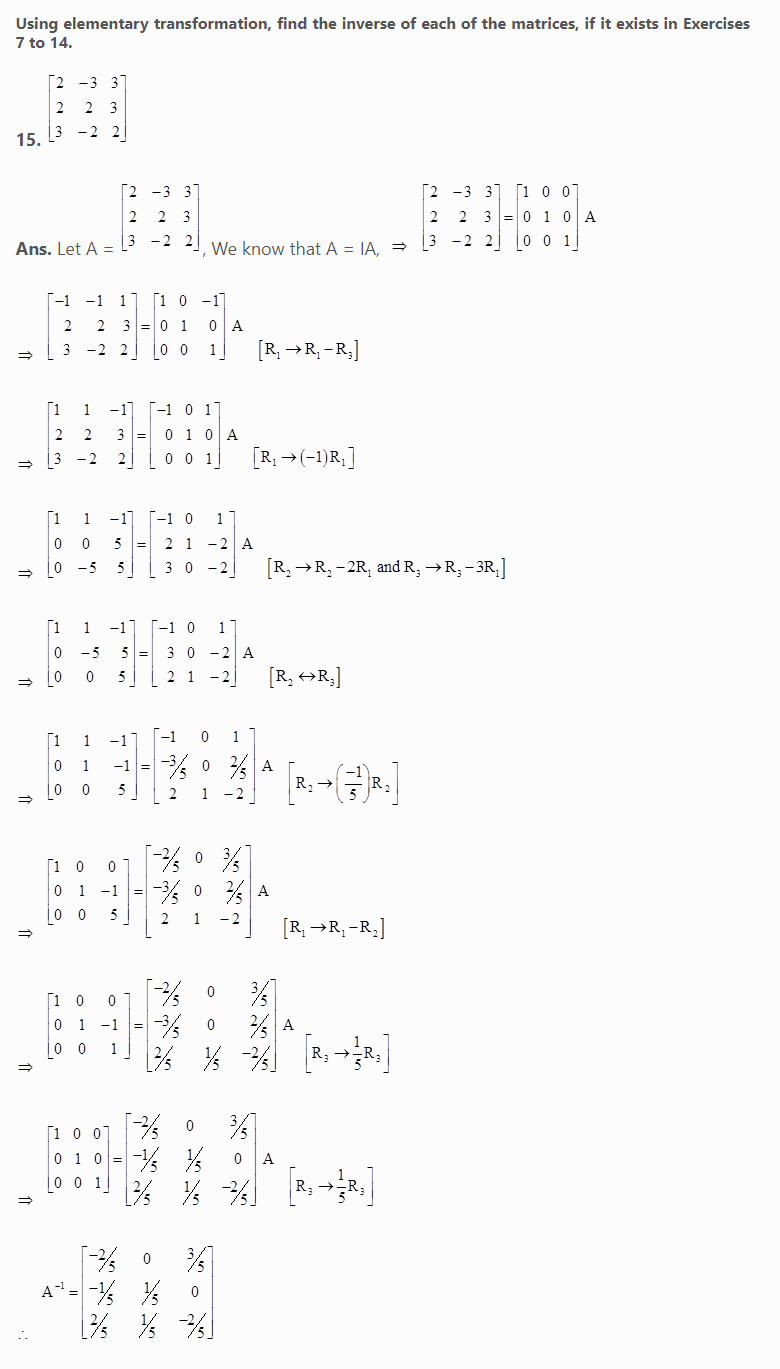 Using elementary transformation, find the inverse of each of the matrices, if it exists in Exercises
7 to 14.
15. [2 −3 3; 2 2 3; 3 −2 2]
Ans. Let A = [2 −3 3; 2 2 3; 3 −2 2], We know that A = IA, ⇒ [2 −3 3; 2 2 3; 3 −2 2] = [1 0 0; 0 1 0; 0 0 1] A
⇒ [−1 −1 1; 2 2 3; 3 −2 2] = [1 0 −1; 0 1 0; 0 0 1] A [R₁ → R₁ − R₃]
⇒ [1 1 −1; 2 2 3; 3 −2 2] = [−1 0 1; 0 1 0; 0 0 1] A [R₁ → (−1)R₁]
⇒ [1 1 −1; 0 0 5; 0 −5 5] = [−1 0 1; 2 1 −2; 3 0 −2] A [R₂ → R₂ − 2R₁ and R₃ → R₃ − 3R₁]
⇒ [1 1 −1; 0 −5 5; 0 0 5] = [−1 0 1; 3 0 −2; 2 1 −2] A [R₂ ↔ R₃]
⇒ [1 1 −1; 0 1 −1; 0 0 5] = [−1 0 1; −3/5 0 2/5; 2 1 −2] A [R₂ → (−1/5)R₂]
⇒ [1 0 0; 0 1 −1; 0 0 5] = [−2/5 0 3/5; −3/5 0 2/5; 2 1 −2] A [R₁ → R₁ − R₂]
⇒ [1 0 0; 0 1 −1; 0 0 1] = [−2/5 0 3/5; −3/5 0 2/5; 2/5 1/5 −2/5] A [R₃ → 1/5 R₃]
⇒ [1 0 0; 0 1 0; 0 0 1] = [−2/5 0 3/5; −1/5 1/5 0; 2/5 1/5 −2/5] A [R₃ → 1/5 R₃]
∴ A⁻¹ = [−2/5 0 3/5; −1/5 1/5 0; 2/5 1/5 −2/5]